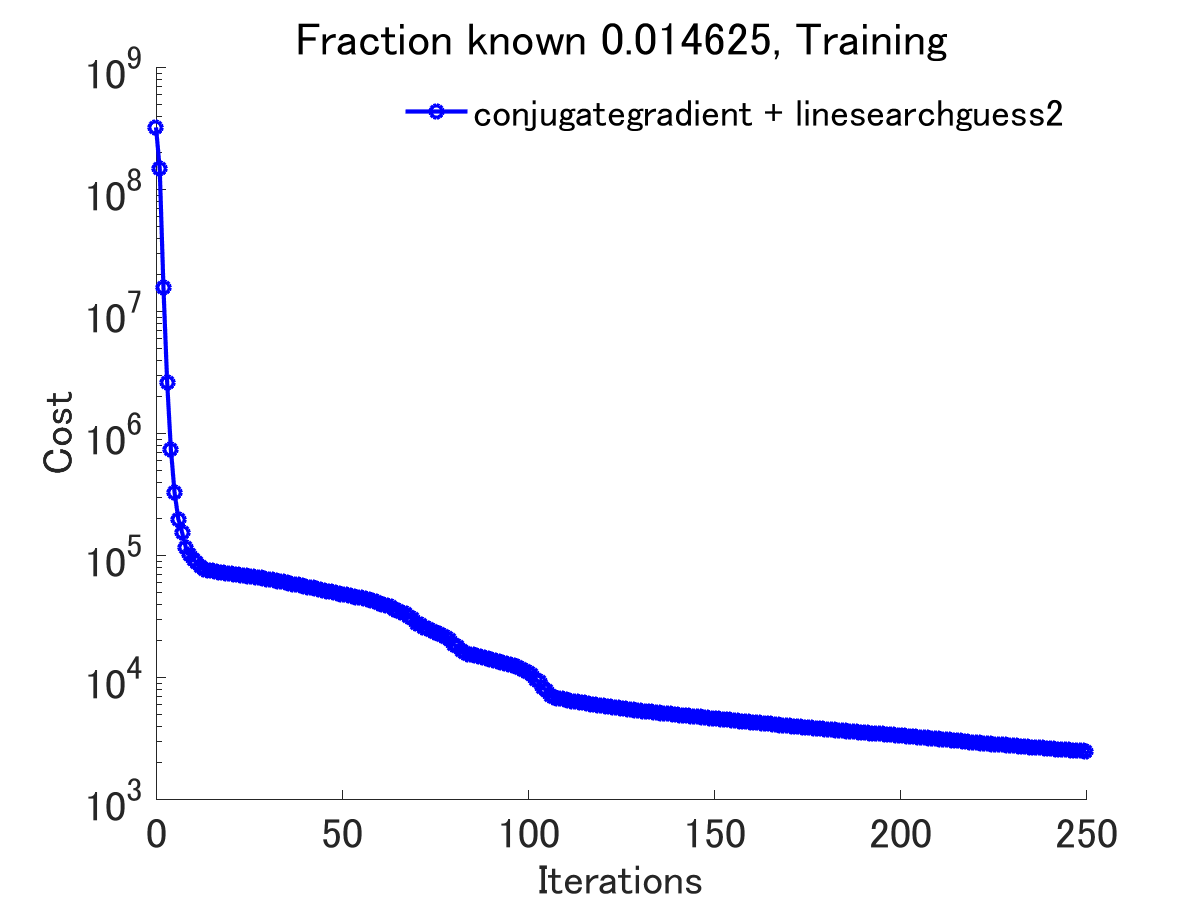 Fraction known 0.014625, Training
conjugategradient + linesearchguess2
10^9
10^8
10^7
10^6
10^5
10^4
10^3
Cost
0 50 100 150 200 250
Iterations